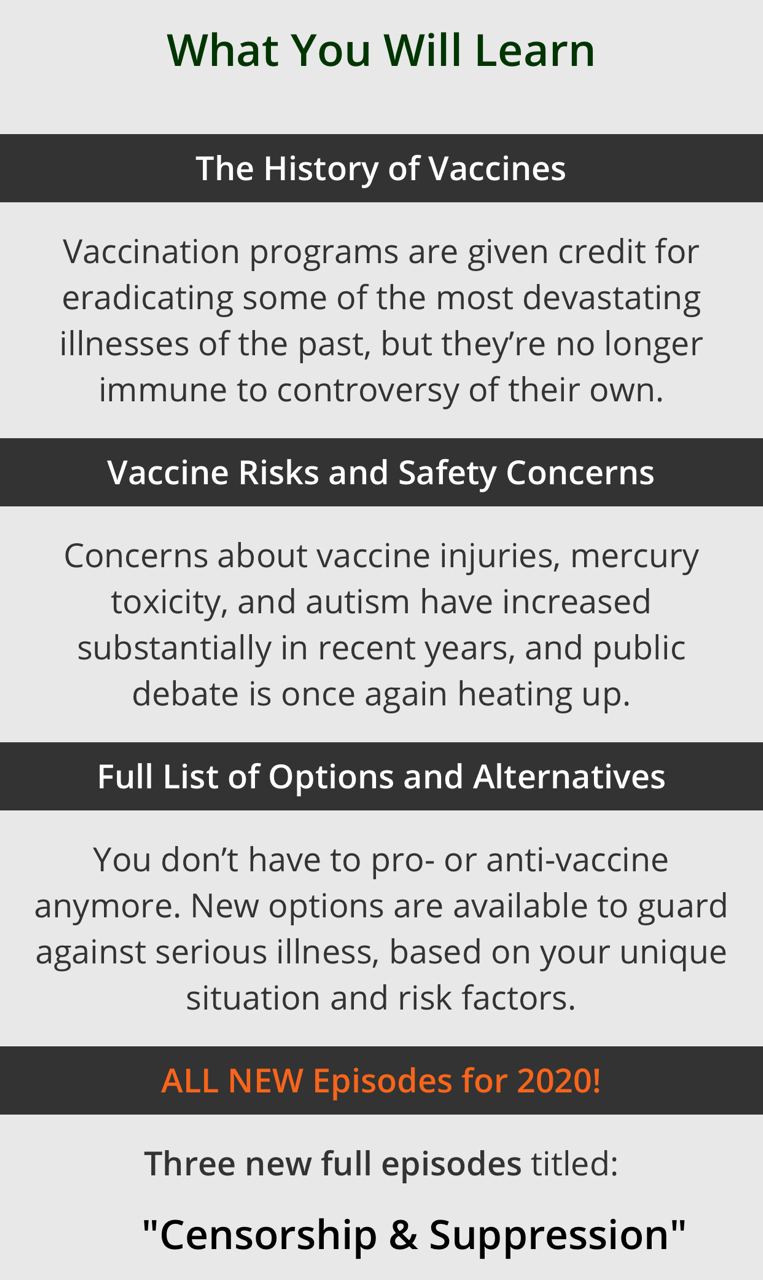 What You Will Learn
The History of Vaccines
Vaccination programs are given credit for
eradicating some of the most devastating
illnesses of the past, but they’re no longer
immune to controversy of their own.
Vaccine Risks and Safety Concerns
Concerns about vaccine injuries, mercury
toxicity, and autism have increased
substantially in recent years, and public
debate is once again heating up.
Full List of Options and Alternatives
You don’t have to pro- or anti-vaccine
anymore. New options are available to guard
against serious illness, based on your unique
situation and risk factors.
ALL NEW Episodes for 2020!
Three new full episodes titled:
"Censorship & Suppression"